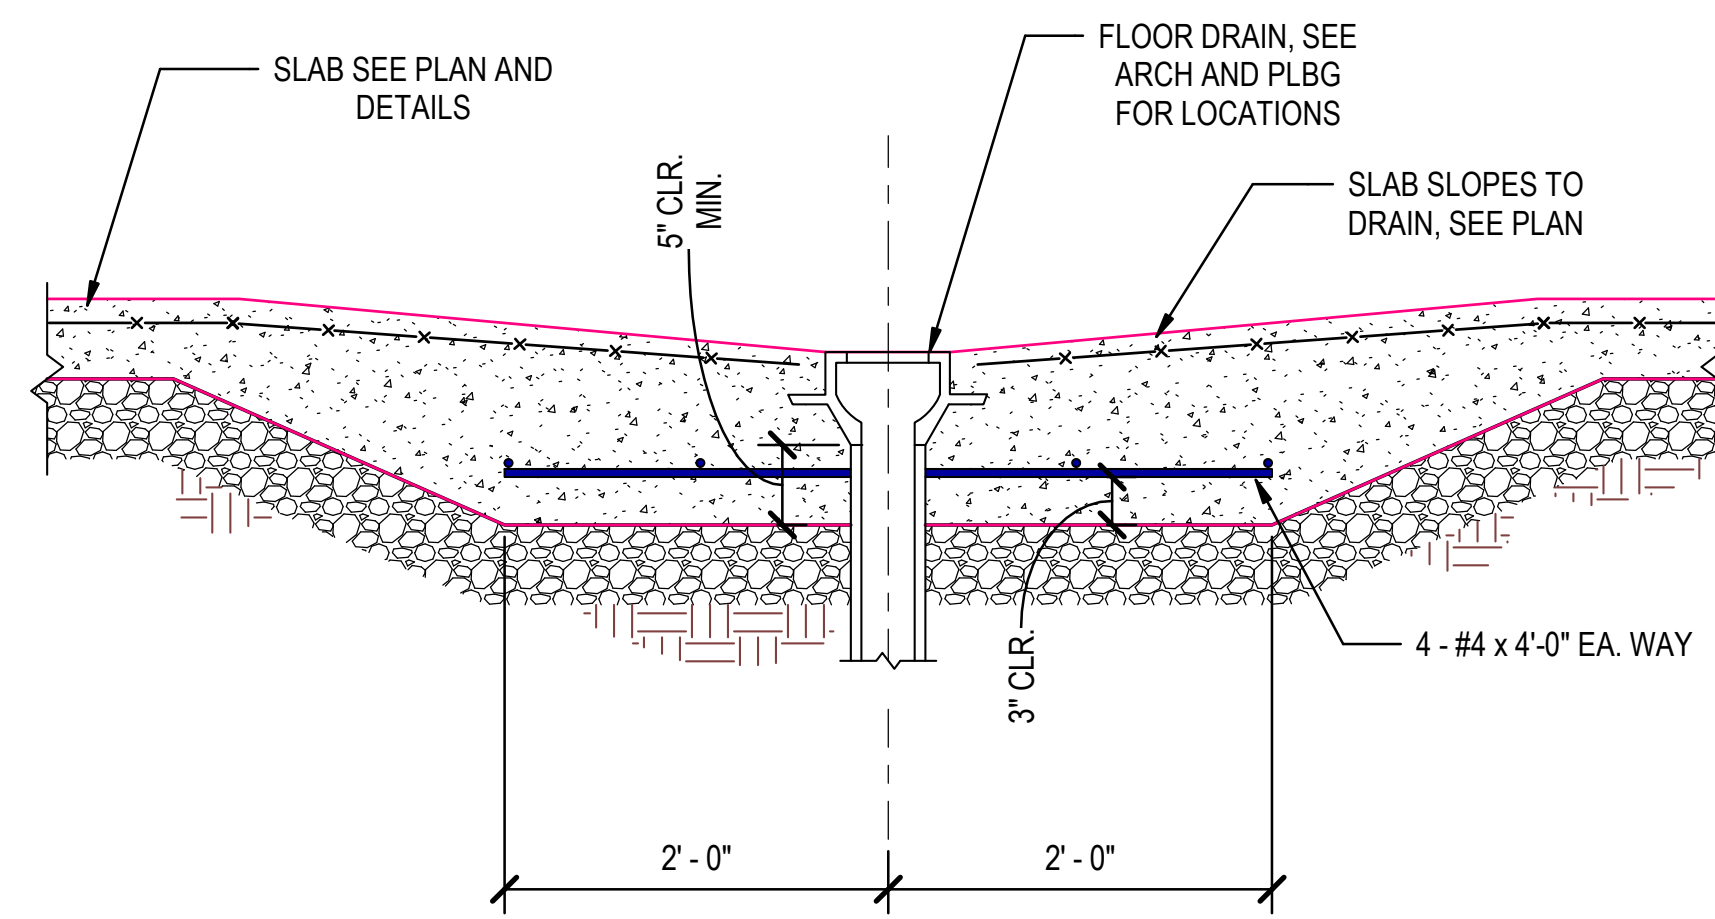 SLAB SEE PLAN AND
DETAILS
FLOOR DRAIN, SEE
ARCH AND PLBG
FOR LOCATIONS
SLAB SLOPES TO
DRAIN, SEE PLAN
5" CLR.
MIN.
3" CLR.
4 - #4 x 4'-0" EA. WAY
2' - 0"
2' - 0"